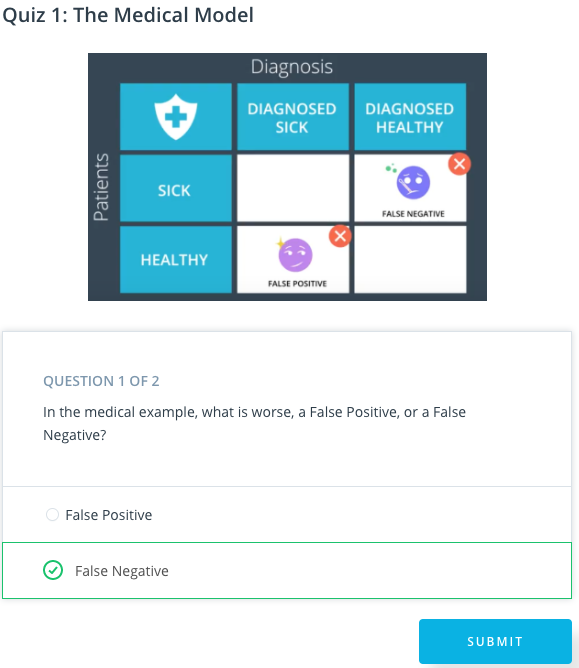 Quiz 1: The Medical Model
Diagnosis
DIAGNOSED
SICK
DIAGNOSED
HEALTHY
Patients
SICK
FALSE NEGATIVE
HEALTHY
FALSE POSITIVE
QUESTION 1 OF 2
In the medical example, what is worse, a False Positive, or a False
Negative?
False Positive
False Negative
SUBMIT